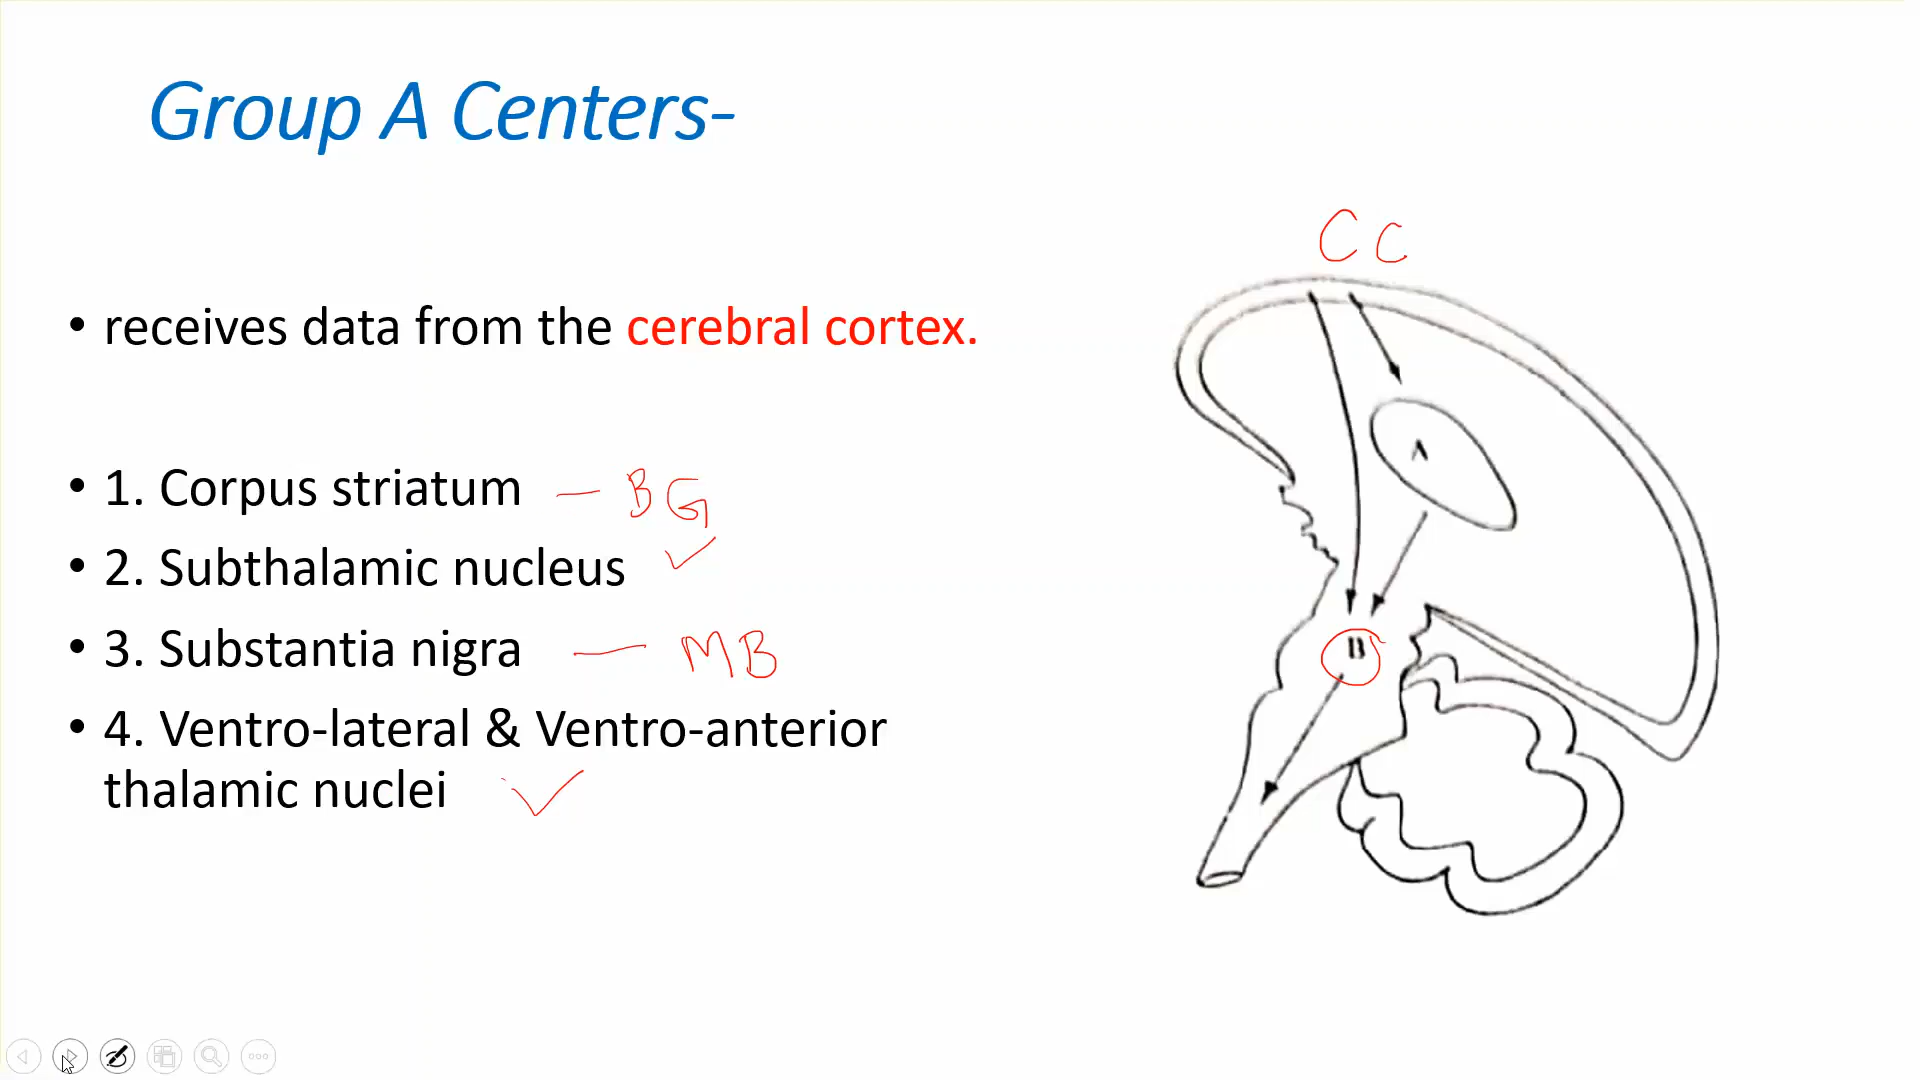 Group A Centers-
CC
• receives data from the cerebral cortex.
• 1. Corpus striatum — BG
• 2. Subthalamic nucleus ✓
• 3. Substantia nigra — MB
• 4. Ventro-lateral & Ventro-anterior
thalamic nuclei ✓
A
B